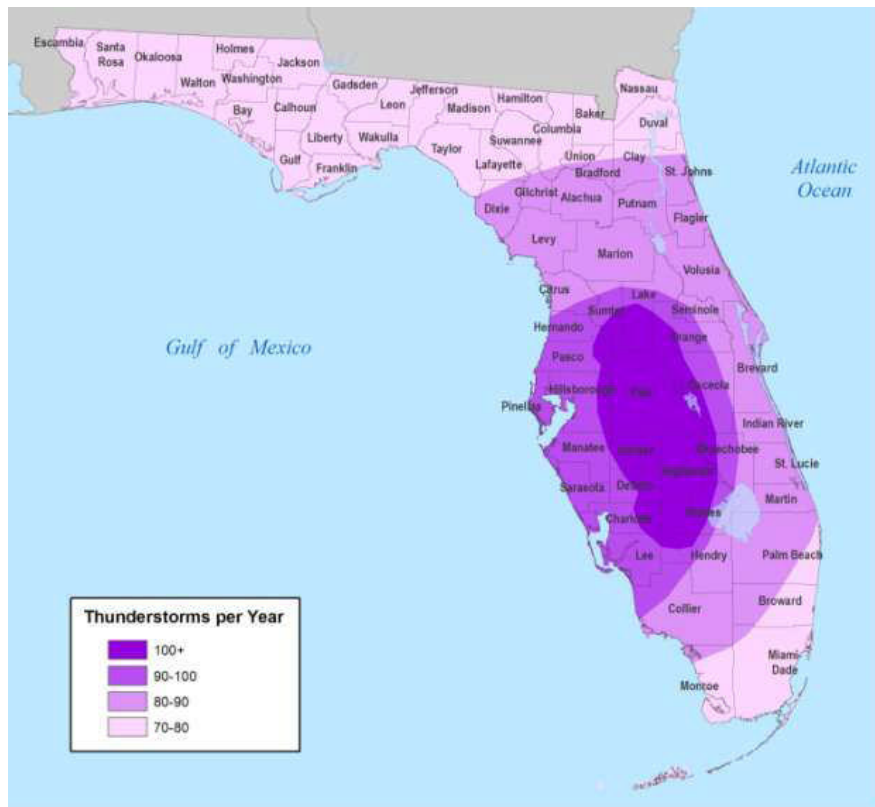 Escambia
Santa
Rosa
Okaloosa
Holmes
Walton
Washington
Jackson
Bay
Calhoun
Gulf
Liberty
Franklin
Gadsden
Leon
Wakulla
Jefferson
Madison
Taylor
Hamilton
Suwannee
Lafayette
Columbia
Baker
Union
Bradford
Nassau
Duval
Clay
St. Johns
Atlantic
Ocean
Dixie
Gilchrist
Alachua
Putnam
Flagler
Levy
Marion
Volusia
Citrus
Sumter
Lake
Seminole
Hernando
Orange
Pasco
Brevard
Gulf of Mexico
Hillsborough
Polk
Osceola
Pinellas
Indian River
Manatee
Hardee
Okeechobee
St. Lucie
Highlands
Sarasota
DeSoto
Martin
Charlotte
Glades
Lee
Hendry
Palm Beach
Collier
Broward
Miami-
Dade
Monroe
Thunderstorms per Year
100+
90-100
80-90
70-80